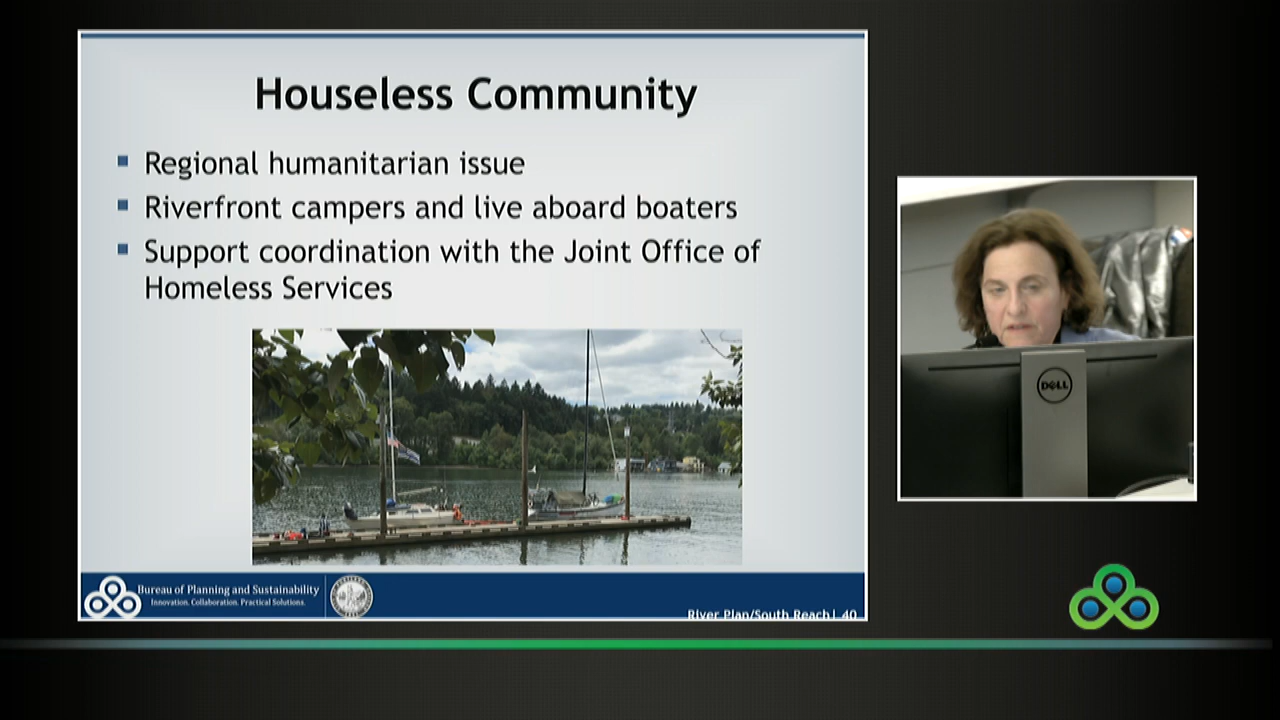 Houseless Community
Regional humanitarian issue
Riverfront campers and live aboard boaters
Support coordination with the Joint Office of
Homeless Services
Bureau of Planning and Sustainability
Innovation. Collaboration. Practical Solutions.
River Plan/South Reach| 40
DELL